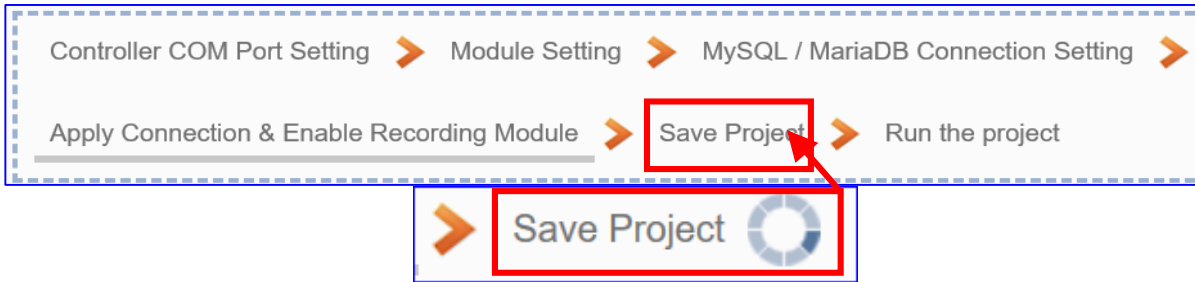 Controller COM Port Setting Module Setting MySQL / MariaDB Connection Setting
Apply Connection & Enable Recording Module Save Project Run the project
Save Project